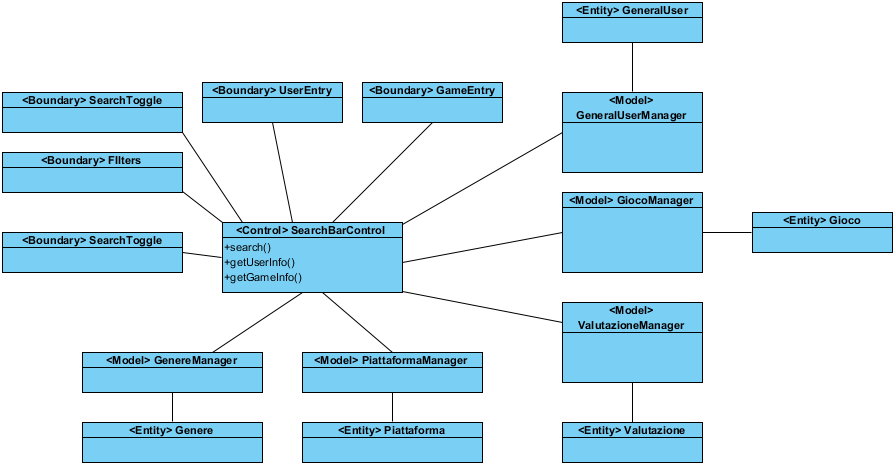 <Entity> GeneralUser
<Boundary> SearchToggle
<Boundary> UserEntry
<Boundary> GameEntry
<Model>
GeneralUserManager
<Boundary> FIlters
<Model> GiocoManager
<Entity> Gioco
<Boundary> SearchToggle
<Control> SearchBarControl
+search()
+getUserInfo()
+getGameInfo()
<Model>
ValutazioneManager
<Model> GenereManager
<Model> PiattaformaManager
<Entity> Genere
<Entity> Piattaforma
<Entity> Valutazione